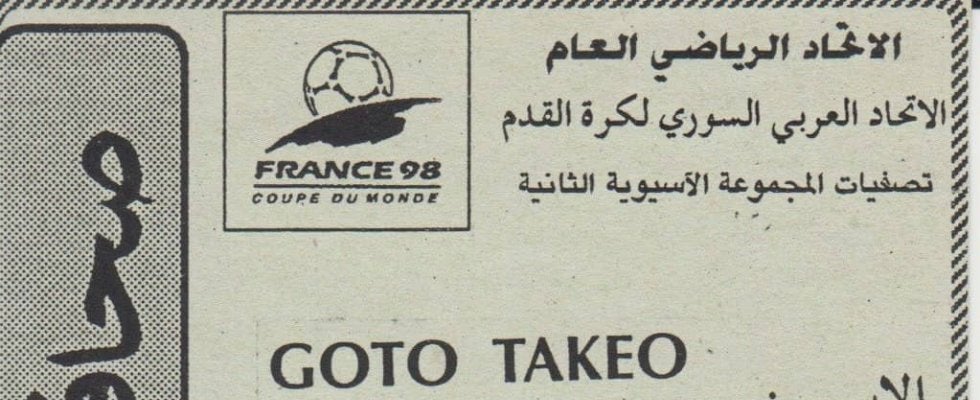 الاتحاد الرياضي العام
الاتحاد العربي السوري لكرة القدم
تصفيات المجموعة الآسيوية الثانية
FRANCE 98
COUPE DU MONDE
GOTO TAKEO